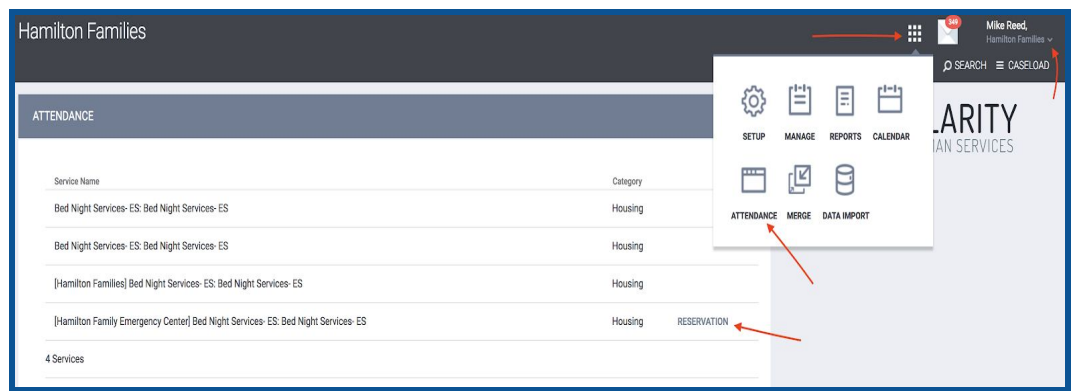 Hamilton Families
349
Mike Reed,
Hamilton Families
SEARCH CASELOAD
ATTENDANCE
SETUP MANAGE REPORTS CALENDAR
ATTENDANCE MERGE DATA IMPORT
LARITY
AN SERVICES
Service Name Category
Bed Night Services- ES: Bed Night Services- ES Housing
Bed Night Services- ES: Bed Night Services- ES Housing
[Hamilton Families] Bed Night Services- ES: Bed Night Services- ES Housing
[Hamilton Family Emergency Center] Bed Night Services- ES: Bed Night Services- ES Housing RESERVATION
4 Services